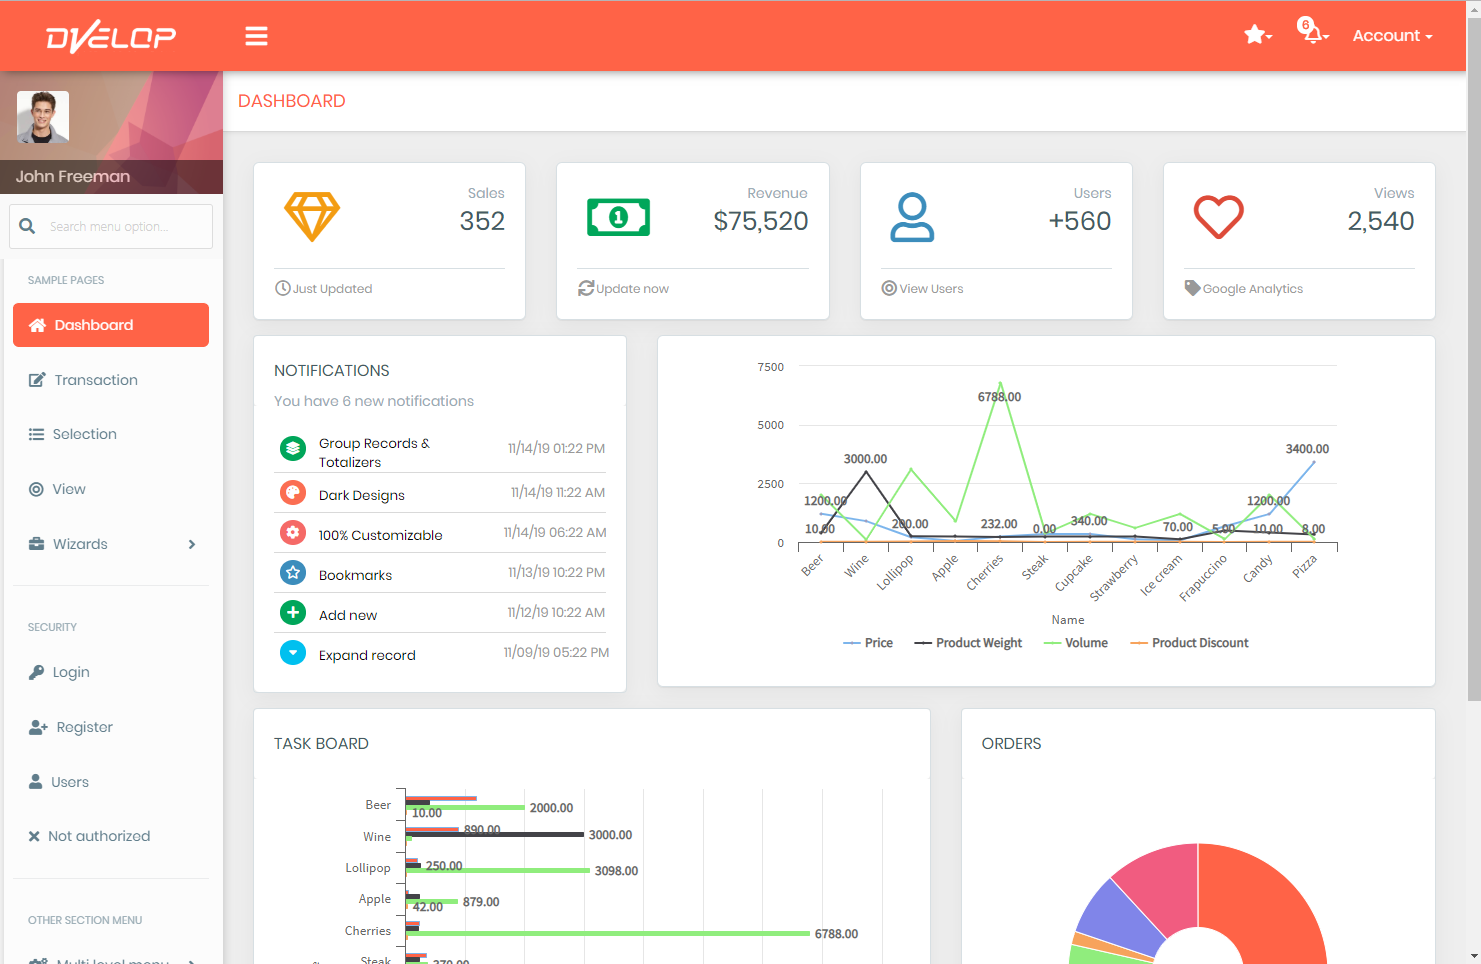 DVELOP
6
Account
DASHBOARD
John Freeman
Search menu option...
SAMPLE PAGES
Dashboard
Transaction
Selection
View
Wizards
SECURITY
Login
Register
Users
Not authorized
OTHER SECTION MENU
Multi level menu
Sales
352
Just Updated
Revenue
$75,520
Update now
Users
+560
View Users
Views
2,540
Google Analytics
NOTIFICATIONS
You have 6 new notifications
Group Records &
Totalizers
11/14/19 01:22 PM
Dark Designs
11/14/19 11:22 AM
100% Customizable
11/14/19 06:22 AM
Bookmarks
11/13/19 10:22 PM
Add new
11/12/19 10:22 AM
Expand record
11/09/19 05:22 PM
7500
5000
2500
0
6788.00
3000.00
3400.00
1200.00
1200.00
10.00
200.00
232.00
0.00
340.00
70.00
5.00
10.00
8.00
Beer
Wine
Lollipop
Apple
Cherries
Steak
Cupcake
Strawberry
Ice cream
Frapuccino
Candy
Pizza
Name
Price
Product Weight
Volume
Product Discount
TASK BOARD
Beer
10.00
2000.00
Wine
890.00
3000.00
Lollipop
250.00
3098.00
Apple
42.00
879.00
Cherries
6788.00
Steak
370.00
ORDERS